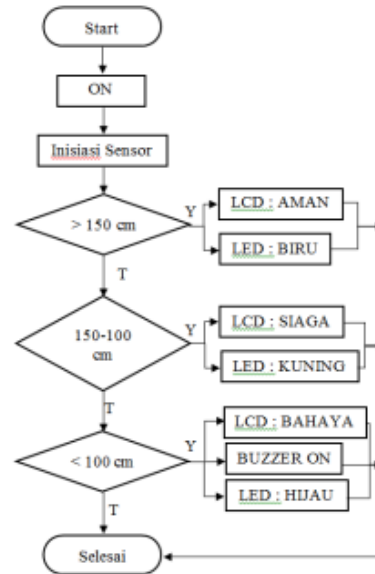 Start
ON
Inisiasi Sensor
> 150 cm
Y
LCD : AMAN
LED : BIRU
T
150-100
cm
Y
LCD : SIAGA
LED : KUNING
T
< 100 cm
Y
LCD : BAHAYA
BUZZER ON
LED : HIJAU
T
Selesai